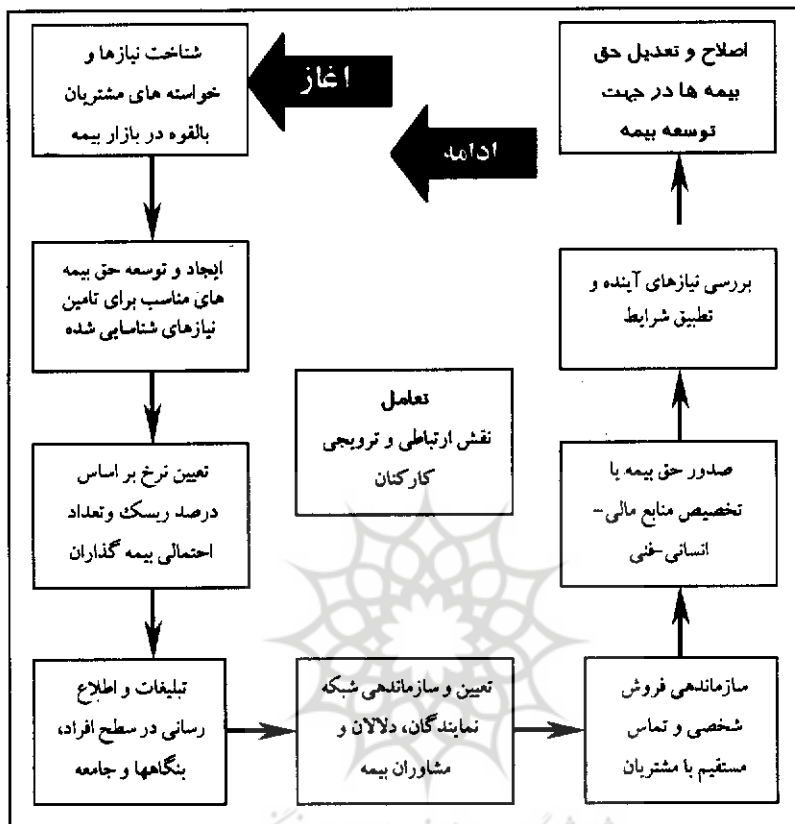 شناخت نیازها و
خواسته های مشتریان
بالقوه در بازار بیمه
اغاز
ادامه
اصلاح و تعدیل حق
بیمه ها در جهت
توسعه بیمه
ایجاد و توسعه حق بیمه
های مناسب برای تامین
نیازهای شناسایی شده
بررسی نیازهای آینده و
تطبیق شرایط
تعامل
نقش ارتباطی و ترویجی
کارکنان
تعیین نرخ بر اساس
درصد ریسک وتعداد
احتمالی بیمه گذاران
صدور حق بیمه یا
تخصیص منابع مالی-
انسانی-فنی
تبلیغات و اطلاع
رسانی در سطح افراد،
بنگاهها و جامعه
تعیین و سازماندهی شبکه
نمایندگان، دلالان و
مشاوران بیمه
سازماندهی فروش
شخصی و تماس
مستقیم با مشتریان